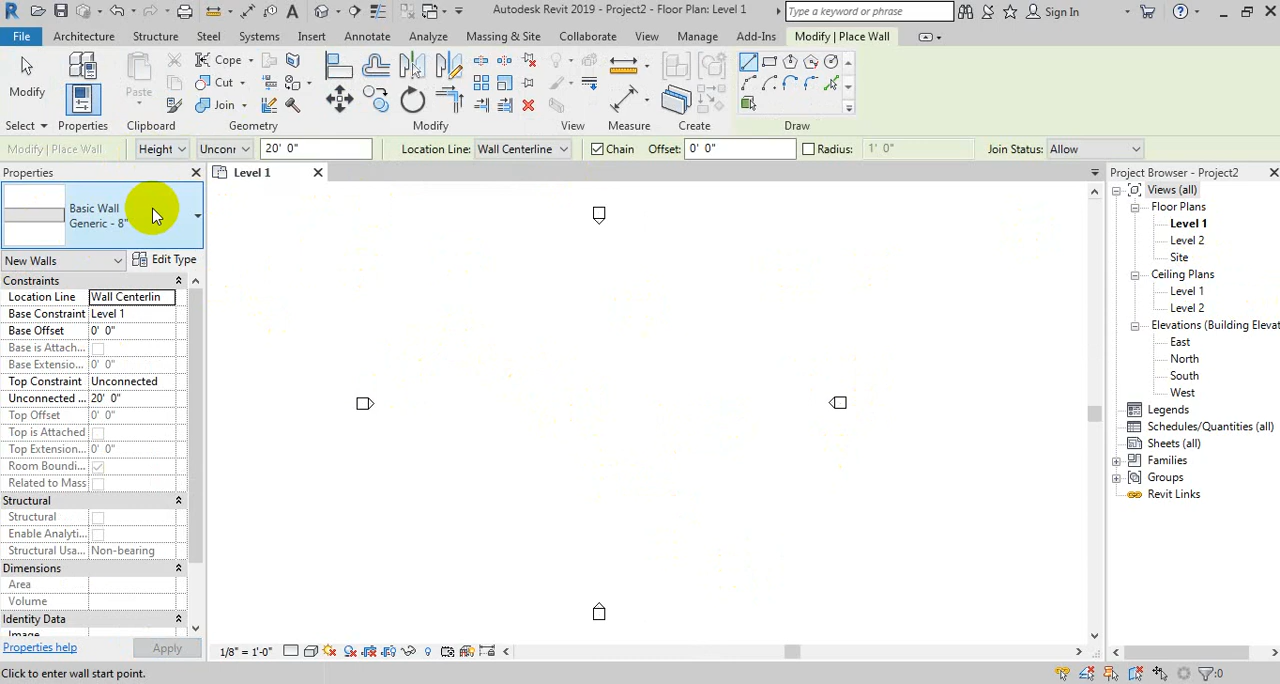 Autodesk Revit 2019 - Project2 - Floor Plan: Level 1
Type a keyword or phrase
Sign In
File Architecture Structure Steel Systems Insert Annotate Analyze Massing & Site Collaborate View Manage Add-Ins Modify | Place Wall
Modify Paste Cope Cut Join
Select Properties Clipboard Geometry Modify View Measure Create Draw
Modify | Place Wall Height Unconr 20' 0" Location Line: Wall Centerline Chain Offset: 0' 0" Radius: 1' 0" Join Status: Allow
Properties
Level 1
Project Browser - Project2
Basic Wall
Generic - 8"
New Walls Edit Type
Constraints
Location Line Wall Centerlin
Base Constraint Level 1
Base Offset 0' 0"
Base is Attach...
Base Extensio... 0' 0"
Top Constraint Unconnected
Unconnected ... 20' 0"
Top Offset 0' 0"
Top is Attached
Top Extension... 0' 0"
Room Boundi...
Related to Mass
Structural
Structural
Enable Analyti...
Structural Usa... Non-bearing
Dimensions
Area
Volume
Identity Data
Image
Properties help Apply
Views (all)
Floor Plans
Level 1
Level 2
Site
Ceiling Plans
Level 1
Level 2
Elevations (Building Elevat
East
North
South
West
Legends
Schedules/Quantities (all)
Sheets (all)
Families
Groups
Revit Links
1/8" = 1'-0"
Click to enter wall start point.
:0